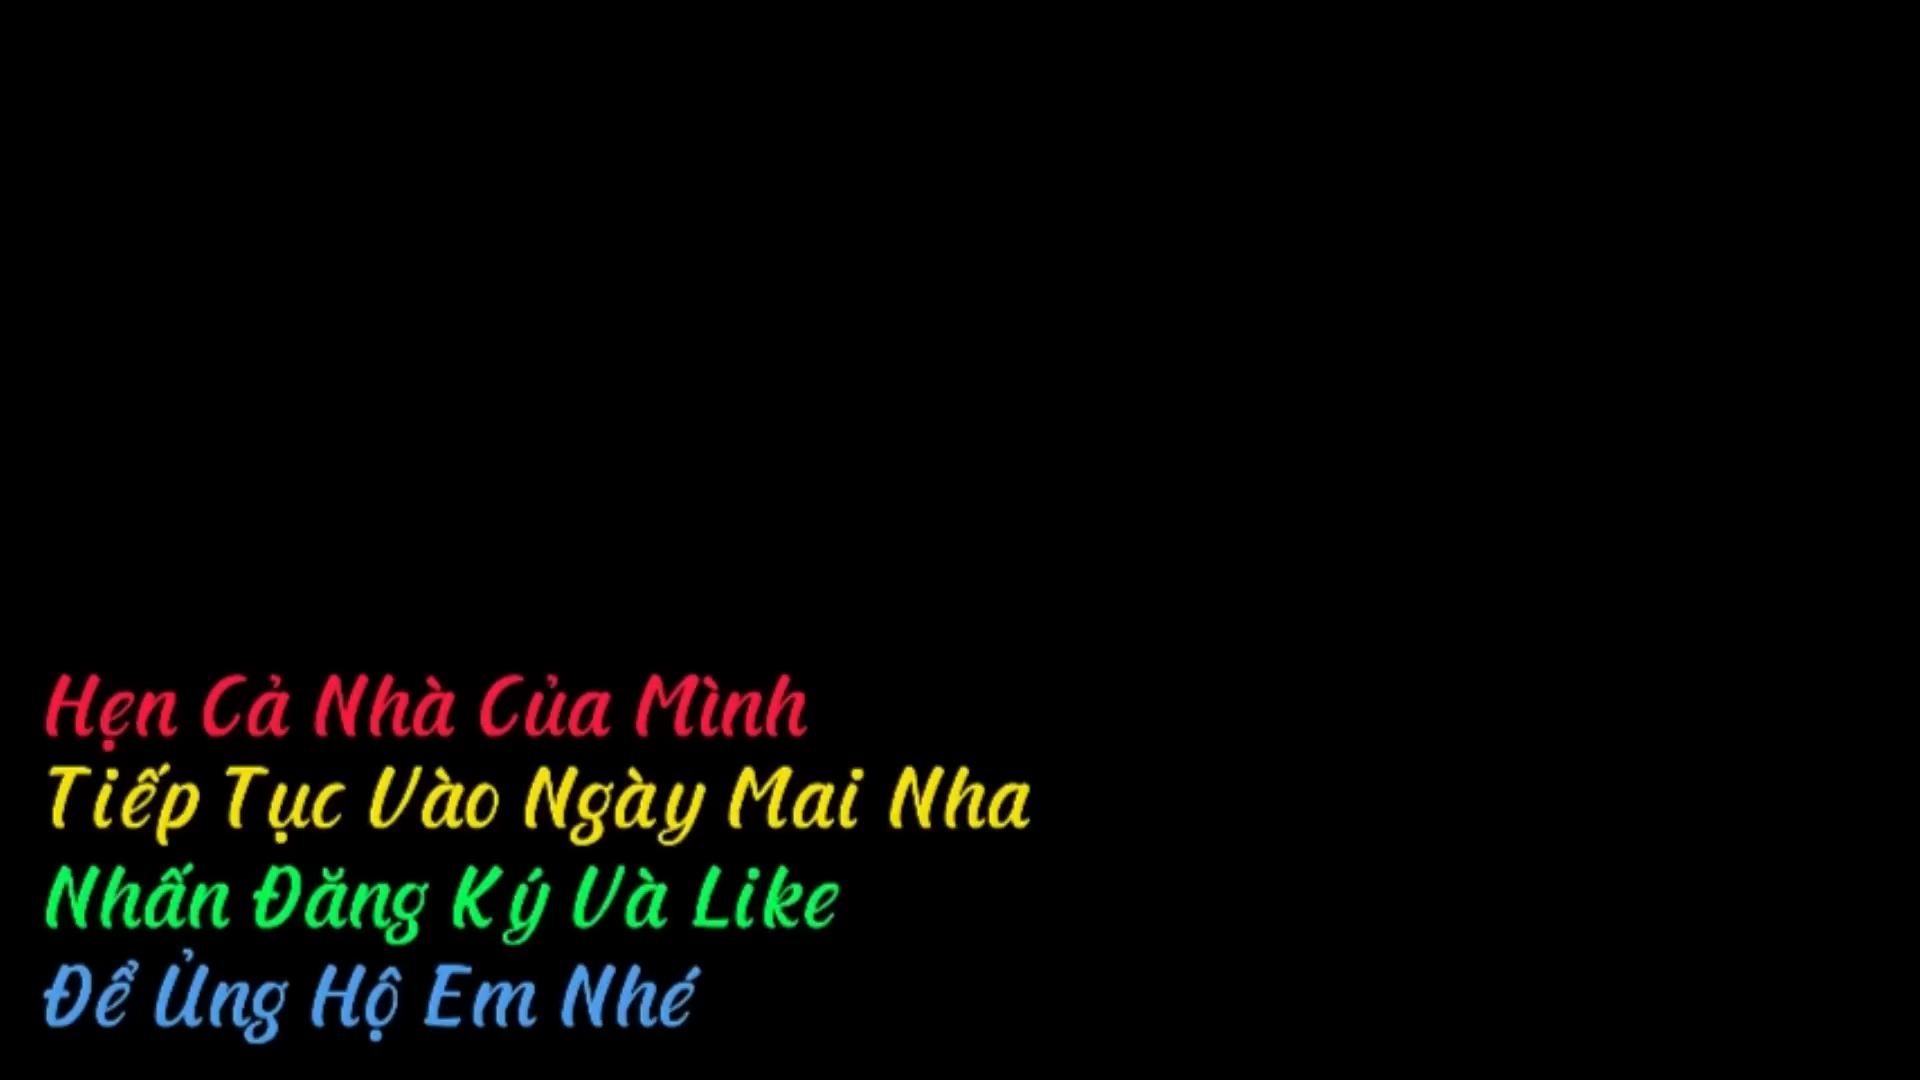 Hẹn Cả Nhà Của Mình
Tiếp Tục Vào Ngày Mai Nha
Nhấn Đăng Ký Và Like
Để Ủng Hộ Em Nhé